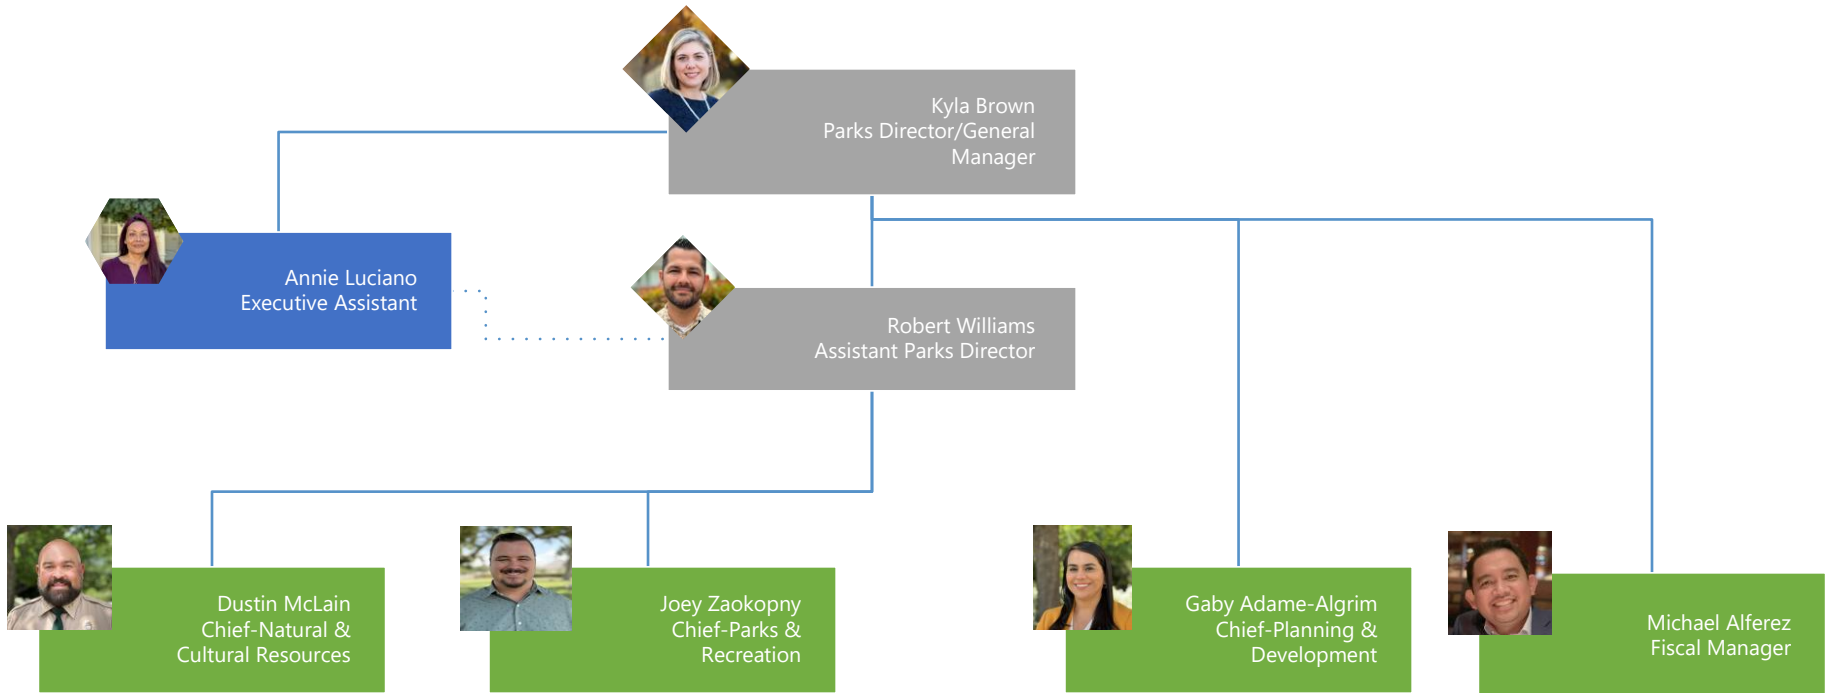 Kyla Brown
Parks Director/General
Manager
Annie Luciano
Executive Assistant
Robert Williams
Assistant Parks Director
Dustin McLain
Chief-Natural &
Cultural Resources
Joey Zaokopny
Chief-Parks &
Recreation
Gaby Adame-Algrim
Chief-Planning &
Development
Michael Alferez
Fiscal Manager